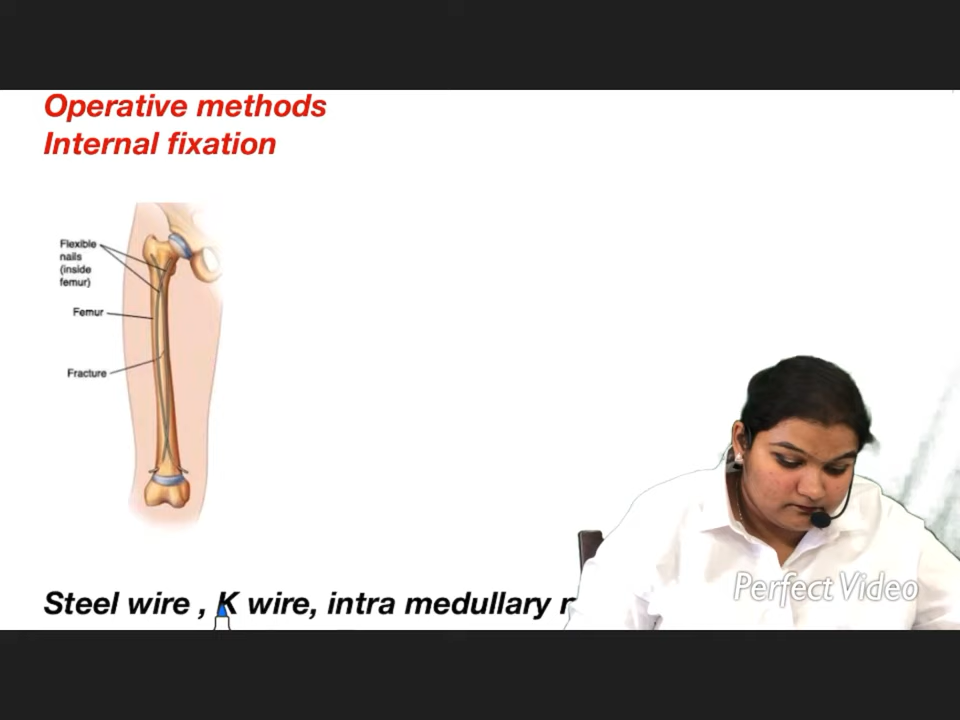 Operative methods
Internal fixation
Flexible
nails
(inside
femur)
Femur
Fracture
Steel wire , K wire, intra medullary
Perfect Video